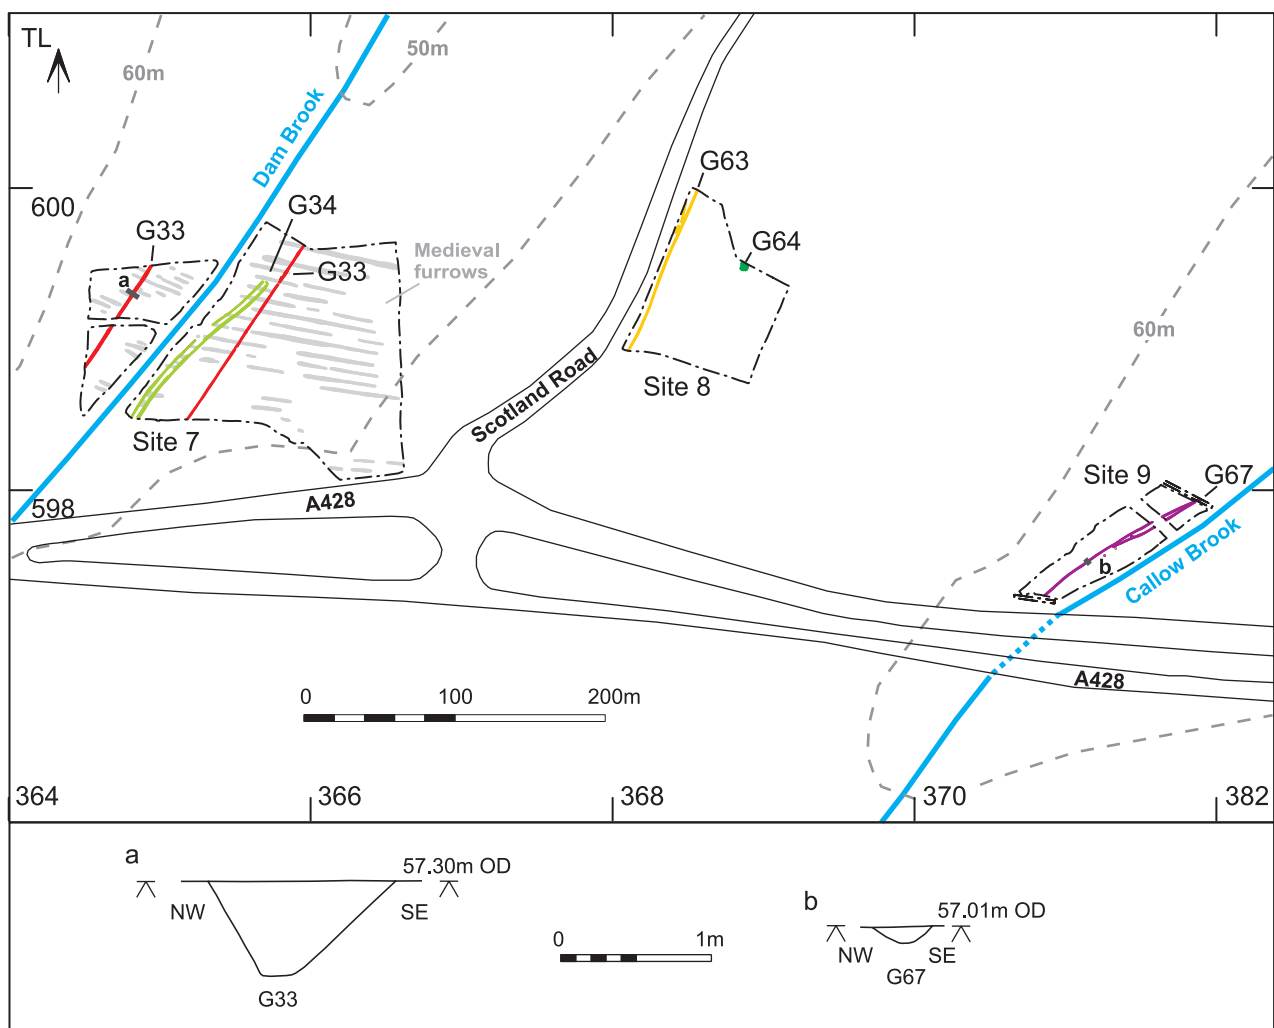 TL
60m
50m
Dam Brook
G63
600
G34
G33
G64
G33
a
Medieval
furrows
60m
Scotland Road
Site 8
Site 7
Site 9
G67
598
A428
b
Callow Brook
A428
0 100 200m
364 366 368 370 382
a
57.30m OD
NW SE
G33
0 1m
b
57.01m OD
NW SE
G67